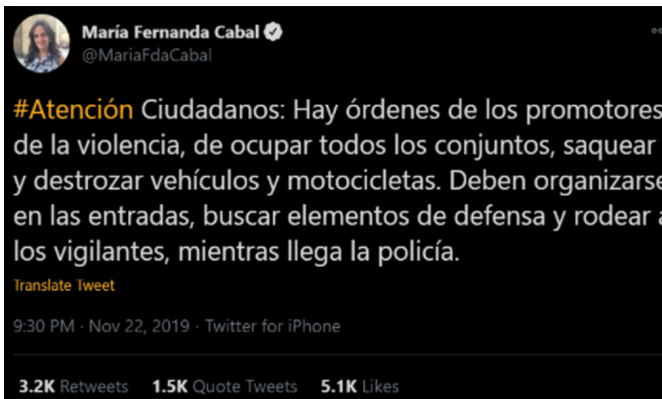 María Fernanda Cabal
@MariaFdaCabal
#Atención Ciudadanos: Hay órdenes de los promotores
de la violencia, de ocupar todos los conjuntos, saquear
y destrozar vehículos y motocicletas. Deben organizarse
en las entradas, buscar elementos de defensa y rodear a
los vigilantes, mientras llega la policía.
Translate Tweet
9:30 PM · Nov 22, 2019 · Twitter for iPhone
3.2K Retweets 1.5K Quote Tweets 5.1K Likes